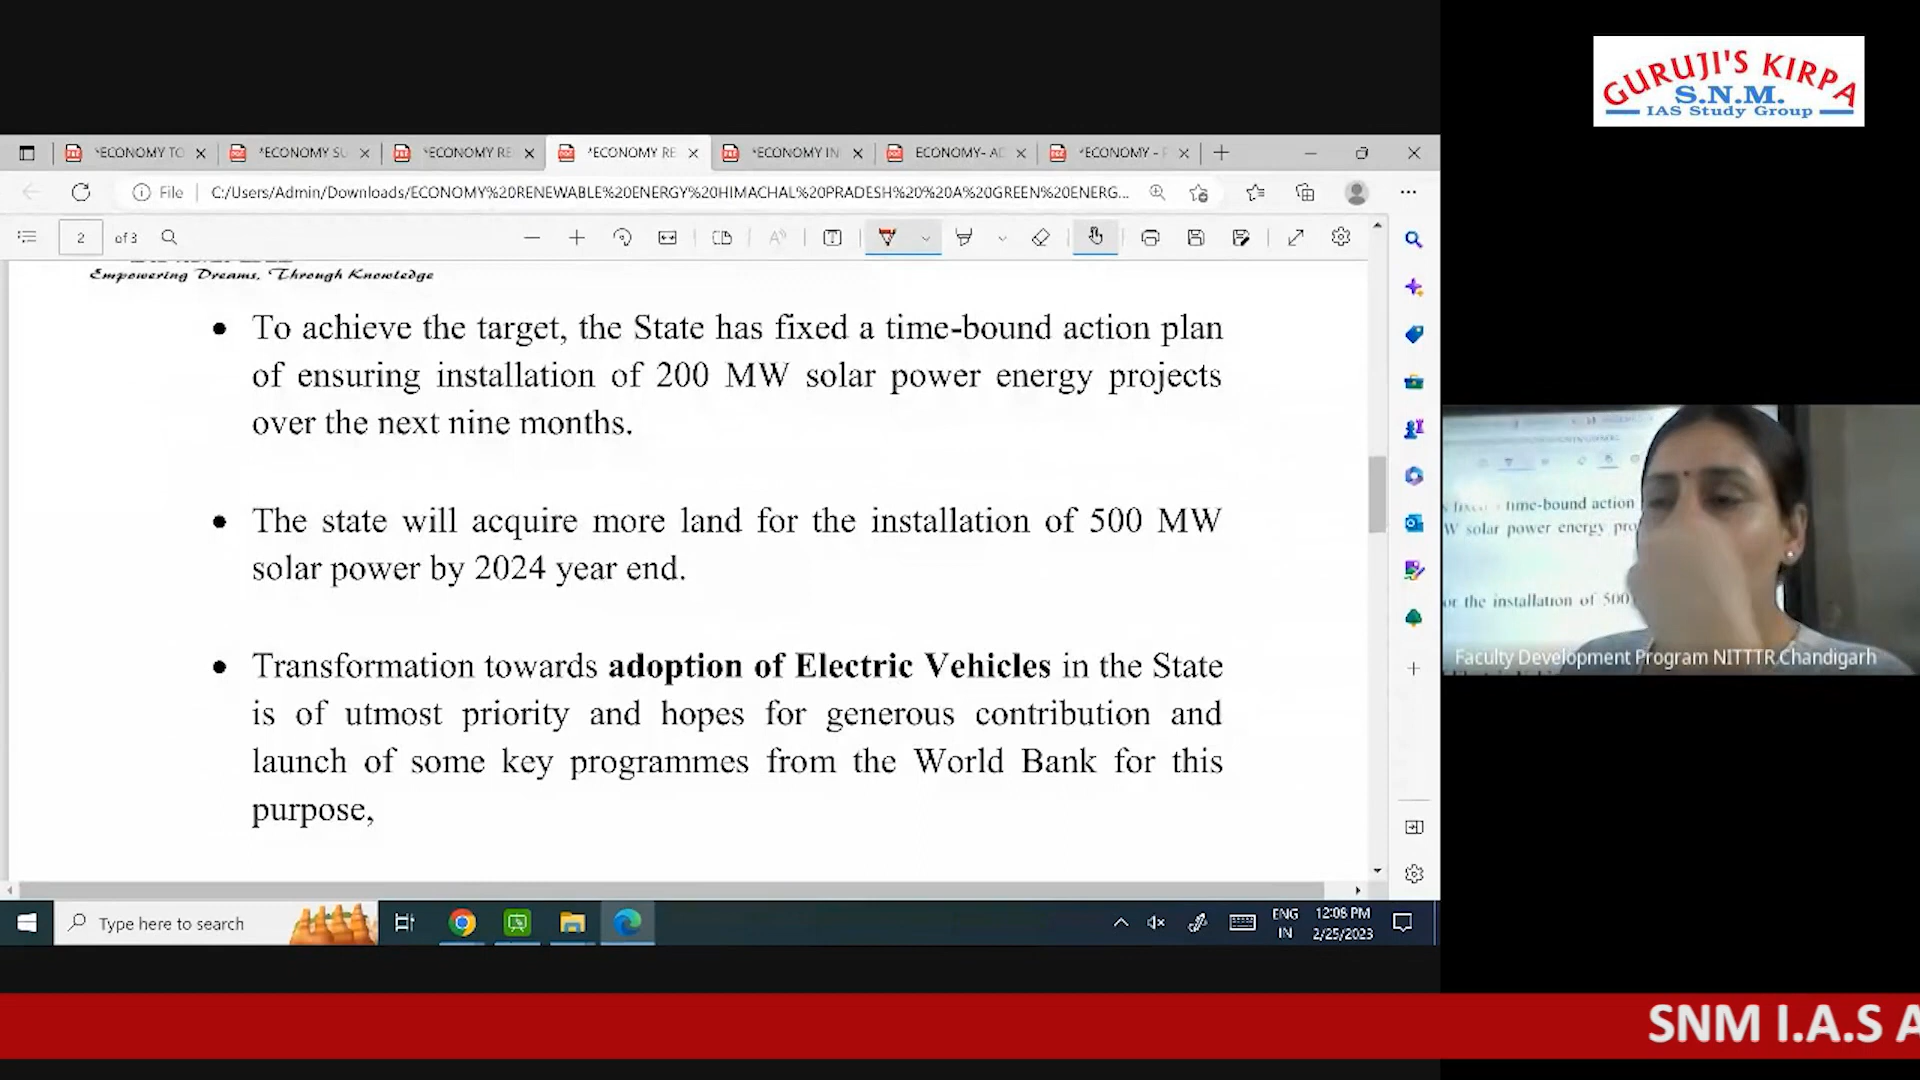 GURUJI'S KIRPA
S.N.M.
IAS Study Group
*ECONOMY TO
*ECONOMY SU
*ECONOMY RE
*ECONOMY RE
*ECONOMY IN
ECONOMY- AD
*ECONOMY -
File
C:/Users/Admin/Downloads/ECONOMY%20RENEWABLE%20ENERGY%20HIMACHAL%20PRADESH%20%20A%20GREEN%20ENERG...
2
of 3
Empowering Dreams, Through Knowledge
• To achieve the target, the State has fixed a time-bound action plan
of ensuring installation of 200 MW solar power energy projects
over the next nine months.
• The state will acquire more land for the installation of 500 MW
solar power by 2024 year end.
• Transformation towards adoption of Electric Vehicles in the State
is of utmost priority and hopes for generous contribution and
launch of some key programmes from the World Bank for this
purpose,
time-bound action
W solar power energy pro
or the installation of 500
Faculty Development Program NITTTR Chandigarh
Type here to search
ENG
IN
12:08 PM
2/25/2023
SNM I.A.S A